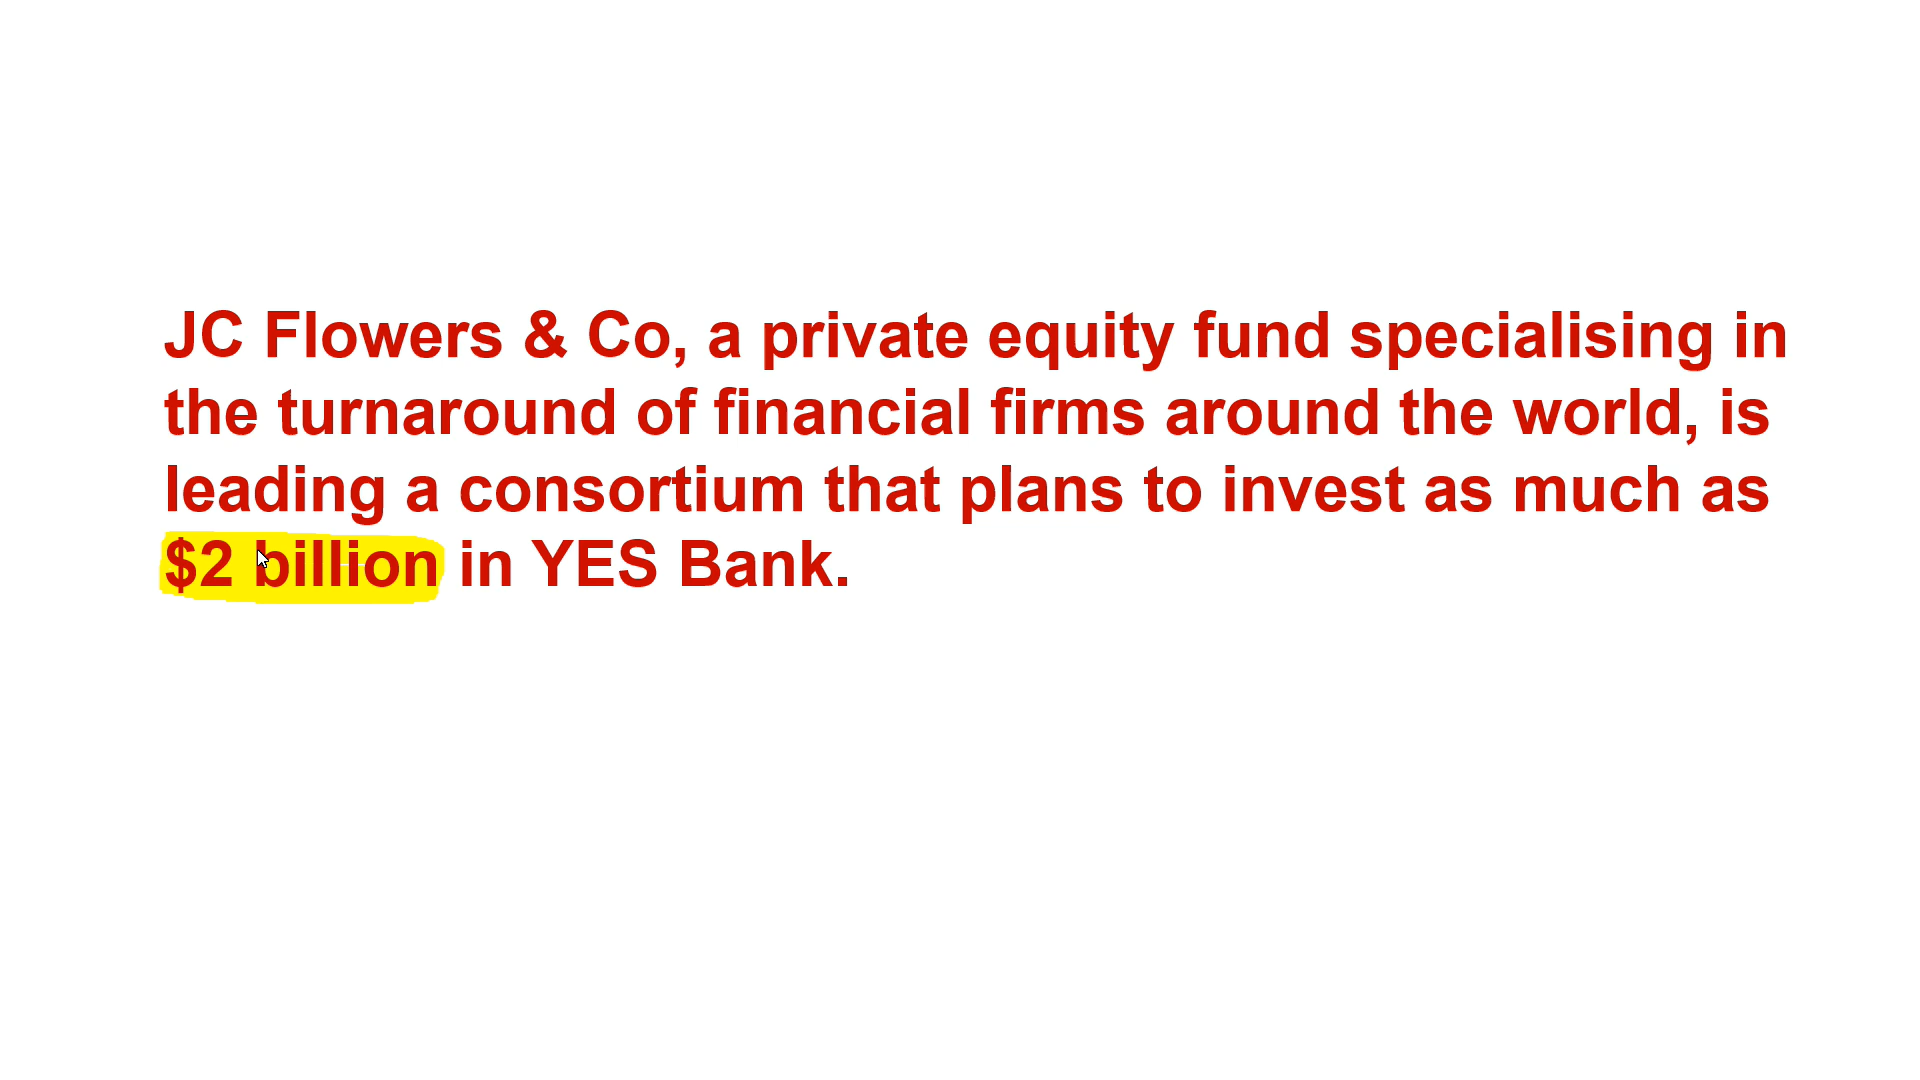 JC Flowers & Co, a private equity fund specialising in
the turnaround of financial firms around the world, is
leading a consortium that plans to invest as much as
$2 billion in YES Bank.